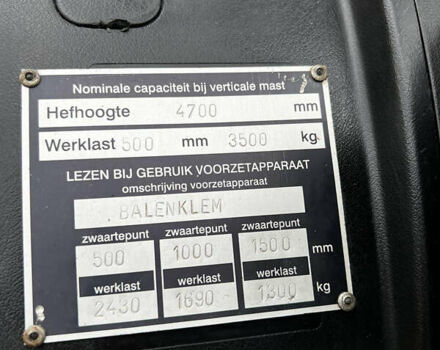 Nominale capaciteit bij verticale mast
Hefhoogte 4700 mm
Werklast 500 mm 3500 kg
LEZEN BIJ GEBRUIK VOORZETAPPARAAT
omschrijving voorzetapparaat
BALENKLEM
zwaartepunt zwaartepunt zwaartepunt
500 1000 1500 mm
werklast werklast werklast
2430 1690 1300 kg